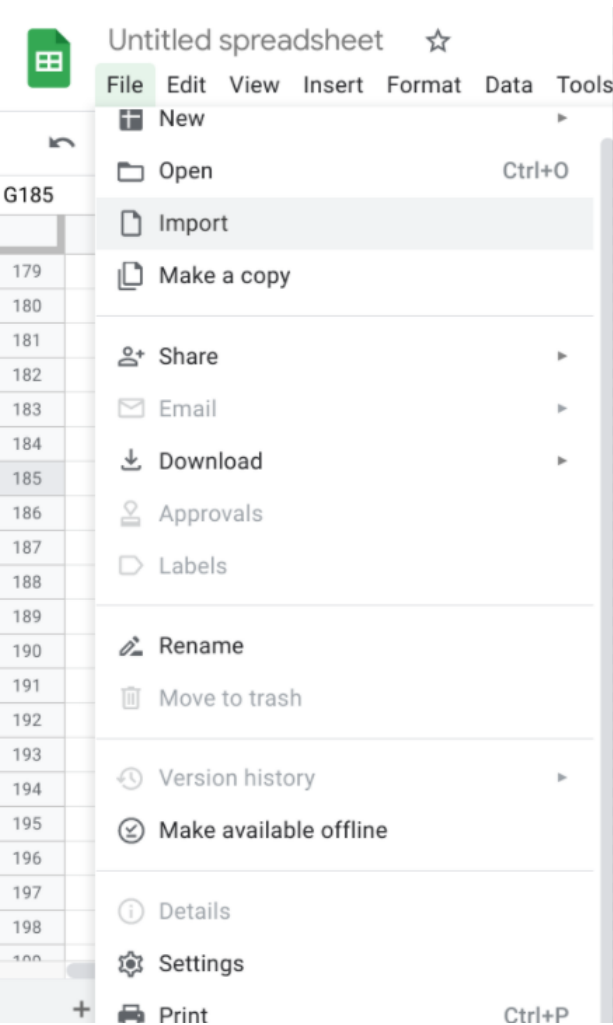 Untitled spreadsheet
File Edit View Insert Format Data Tools
New
Open Ctrl+O
G185
Import
179
Make a copy
180
181
Share
182
183
Email
184
Download
185
186
Approvals
187
Labels
188
189
Rename
190
191
Move to trash
192
193
Version history
194
195
Make available offline
196
197
Details
198
Settings
Print Ctrl+P